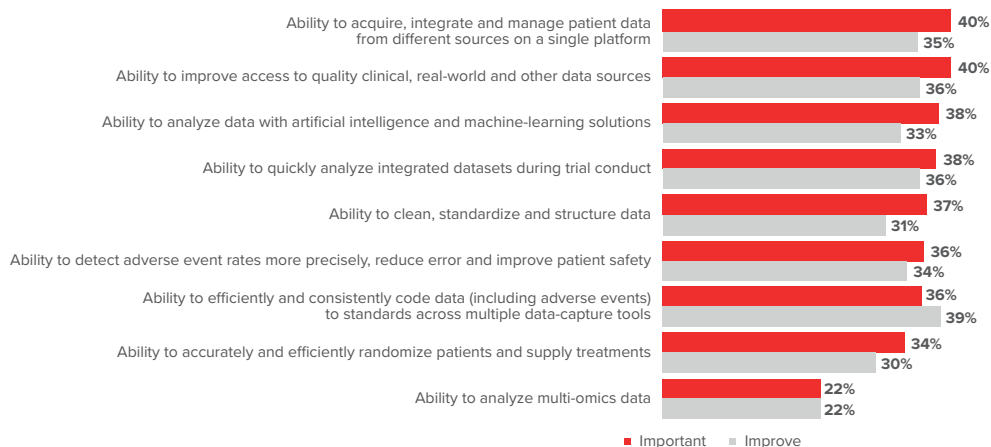 Ability to acquire, integrate and manage patient data
from different sources on a single platform
40%
35%
Ability to improve access to quality clinical, real-world and other data sources
40%
36%
Ability to analyze data with artificial intelligence and machine-learning solutions
38%
33%
Ability to quickly analyze integrated datasets during trial conduct
38%
36%
Ability to clean, standardize and structure data
37%
31%
Ability to detect adverse event rates more precisely, reduce error and improve patient safety
36%
34%
Ability to efficiently and consistently code data (including adverse events)
to standards across multiple data-capture tools
36%
39%
Ability to accurately and efficiently randomize patients and supply treatments
34%
30%
Ability to analyze multi-omics data
22%
22%
Important Improve